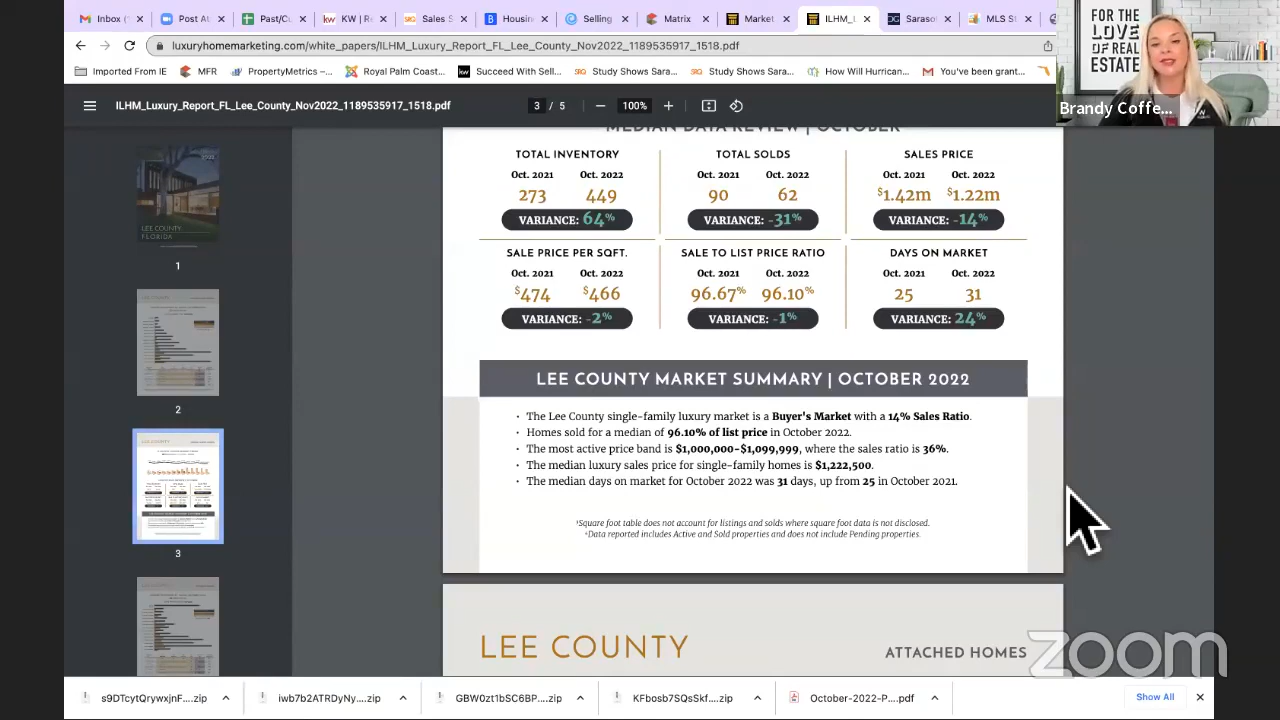 Inbox (
Post At
Past/Cu
KW | F
Sales S
Housin
Selling
Matrix
Market
ILHM_L
Saraso
MLS St
luxuryhomemarketing.com/white_papers/ILHM_Luxury_Report_FL_Lee_County_Nov2022_1189535917_1518.pdf
Imported From IE
MFR
PropertyMetrics –...
Royal Palm Coast...
Succeed With Sell...
Study Shows Sara...
Study Shows Sara...
How Will Hurrican...
You've been grant...
FOR THE
LOVE
OF REAL
ESTATE
Brandy Coffe...
ILHM_Luxury_Report_FL_Lee_County_Nov2022_1189535917_1518.pdf
3 / 5
100%
LEE COUNTY
FLORIDA
1
2
3
MEDIAN DATA REVIEW | OCTOBER
TOTAL INVENTORY TOTAL SOLDS SALES PRICE
Oct. 2021 Oct. 2022 Oct. 2021 Oct. 2022 Oct. 2021 Oct. 2022
273 449 90 62 $1.42m $1.22m
VARIANCE: 64% VARIANCE: -31% VARIANCE: -14%
SALE PRICE PER SQFT. SALE TO LIST PRICE RATIO DAYS ON MARKET
Oct. 2021 Oct. 2022 Oct. 2021 Oct. 2022 Oct. 2021 Oct. 2022
$474 $466 96.67% 96.10% 25 31
VARIANCE: -2% VARIANCE: -1% VARIANCE: 24%
LEE COUNTY MARKET SUMMARY | OCTOBER 2022
· The Lee County single-family luxury market is a Buyer's Market with a 14% Sales Ratio.
· Homes sold for a median of 96.10% of list price in October 2022.
· The most active price band is $1,000,000-$1,099,999, where the sales ratio is 36%.
· The median luxury sales price for single-family homes is $1,221,500.
· The median days on market for October 2022 was 31 days, up from 25 in October 2021.
¹Square foot table does not account for listings and solds where square foot data is not disclosed.
²Data reported includes Active and Sold properties and does not include Pending properties.
LEE COUNTY
ATTACHED HOMES
zoom
s9DTcytQrywxjnF....zip
iwb7b2ATRDyNy....zip
GBW0zt1bSC6BP....zip
KFbosb7SQsSkf....zip
October-2022-P....pdf
Show All